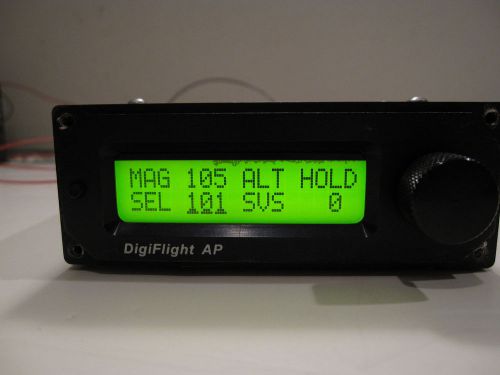 MAG 105 ALT HOLD
SEL 101 SVS 0
DigiFlight AP